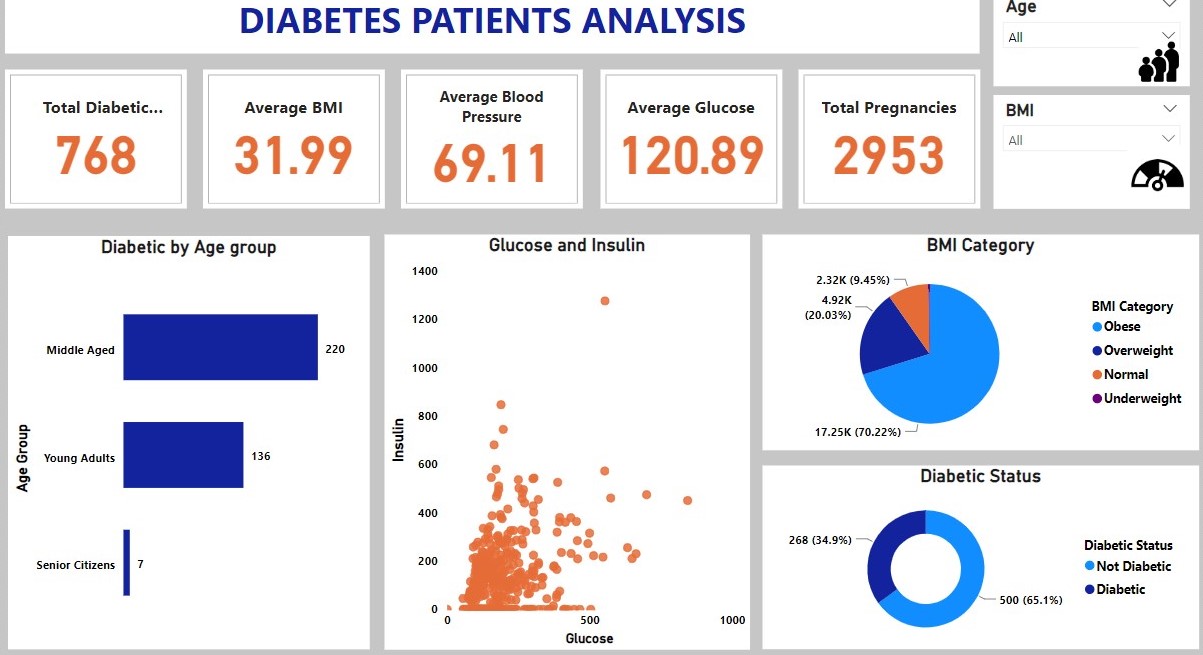 DIABETES PATIENTS ANALYSIS
Age
All
BMI
All
Total Diabetic...
768
Average BMI
31.99
Average Blood
Pressure
69.11
Average Glucose
120.89
Total Pregnancies
2953
Diabetic by Age group
Age Group
Middle Aged
220
Young Adults
136
Senior Citizens
7
Glucose and Insulin
Insulin
1400
1200
1000
800
600
400
200
0
0
500
1000
Glucose
BMI Category
2.32K (9.45%)
4.92K
(20.03%)
17.25K (70.22%)
BMI Category
Obese
Overweight
Normal
Underweight
Diabetic Status
268 (34.9%)
500 (65.1%)
Diabetic Status
Not Diabetic
Diabetic